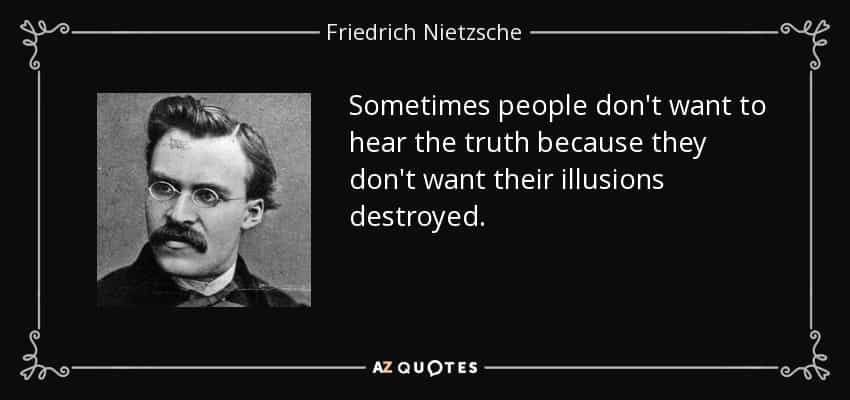 Friedrich Nietzsche
Sometimes people don't want to
hear the truth because they
don't want their illusions
destroyed.
AZ QUOTES